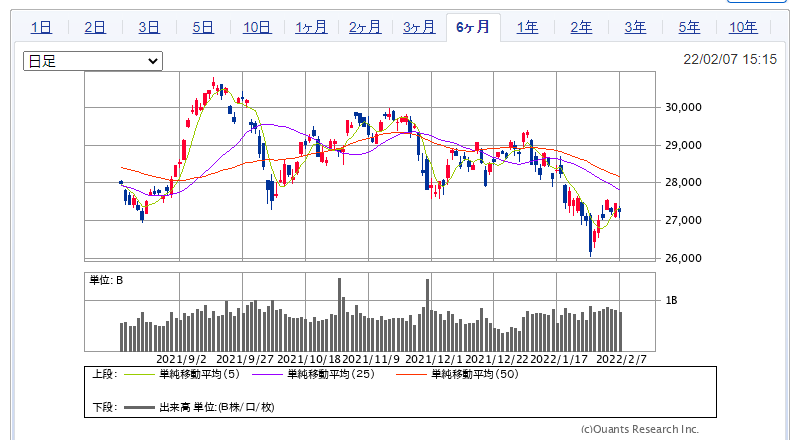 1日 2日 3日 5日 10日 1ヶ月 2ヶ月 3ヶ月 6ヶ月 1年 2年 3年 5年 10年
日足 22/02/07 15:15
30,000
29,000
28,000
27,000
26,000
単位: B
1B
2021/9/2 2021/9/27 2021/10/18 2021/11/9 2021/12/1 2021/12/22 2022/1/17 2022/2/7
上段: 単純移動平均(5) 単純移動平均(25) 単純移動平均(50)
下段: 出来高 単位:(B株/口/枚)
(c)Quants Research Inc.